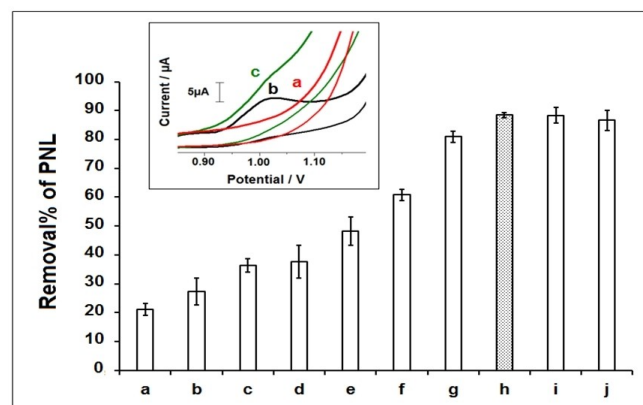 Removal% of PNL
100
90
80
70
60
50
40
30
20
10
0
a b c d e f g h i j
Current / µA
5µA
c
b
a
0.90 1.00 1.10
Potential / V